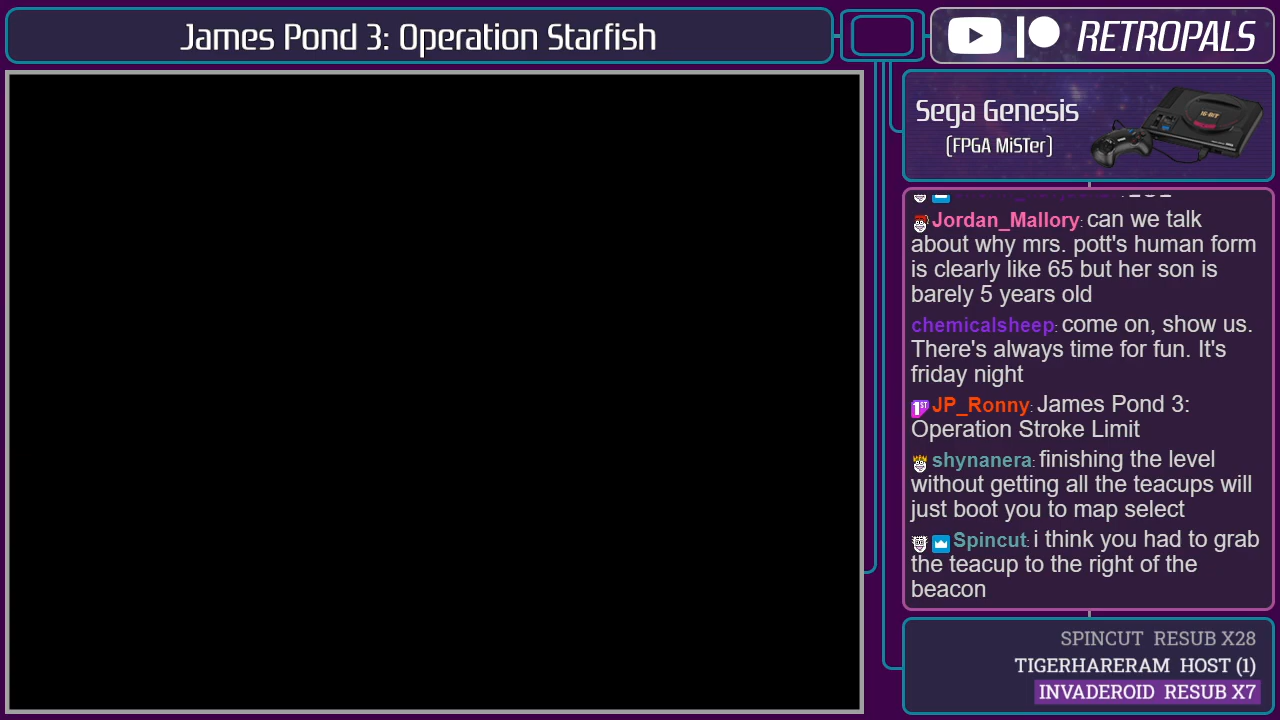 James Pond 3: Operation Starfish
RETROPALS
Sega Genesis
(FPGA MiSTer)
16-BIT
Jordan_Mallory: can we talk
about why mrs. pott's human form
is clearly like 65 but her son is
barely 5 years old
chemicalsheep: come on, show us.
There's always time for fun. It's
friday night
1ST JP_Ronny: James Pond 3:
Operation Stroke Limit
shynanera: finishing the level
without getting all the teacups will
just boot you to map select
Spincut: i think you had to grab
the teacup to the right of the
beacon
SPINCUT RESUB X28
TIGERHARERAM HOST (1)
INVADEROID RESUB X7